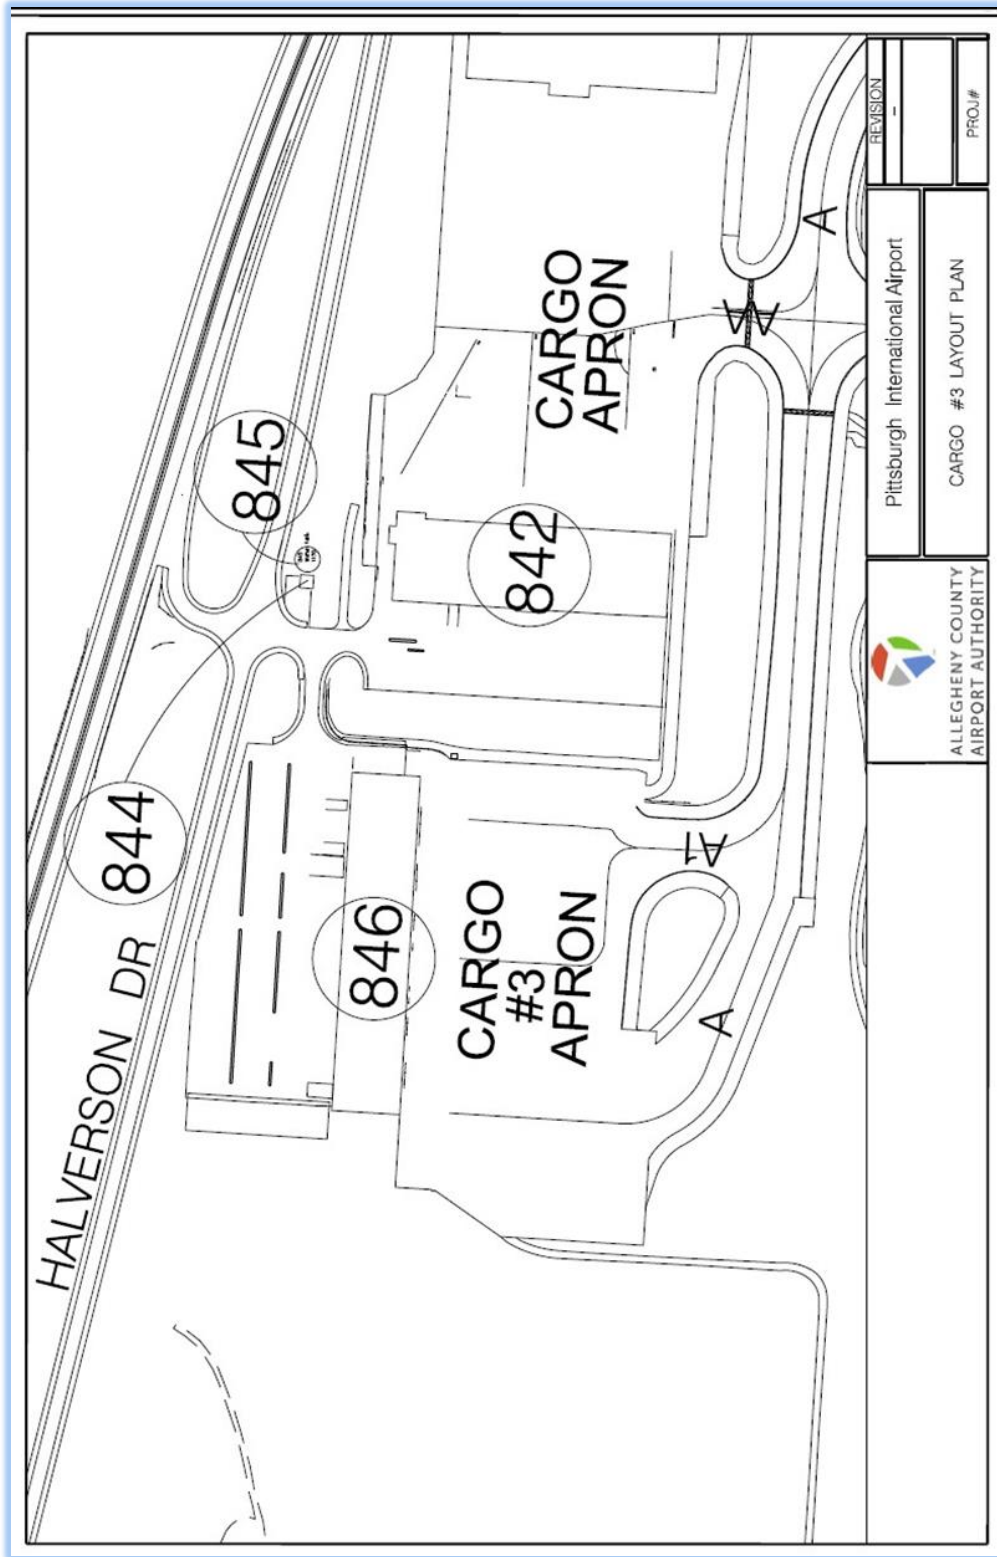 HALVERSON DR
844
845
846
842
CARGO
#3
APRON
CARGO
APRON
A
A1
AA
A
ALLEGHENY COUNTY
AIRPORT AUTHORITY
Pittsburgh International Airport
CARGO #3 LAYOUT PLAN
REVISION
-
PROJ#